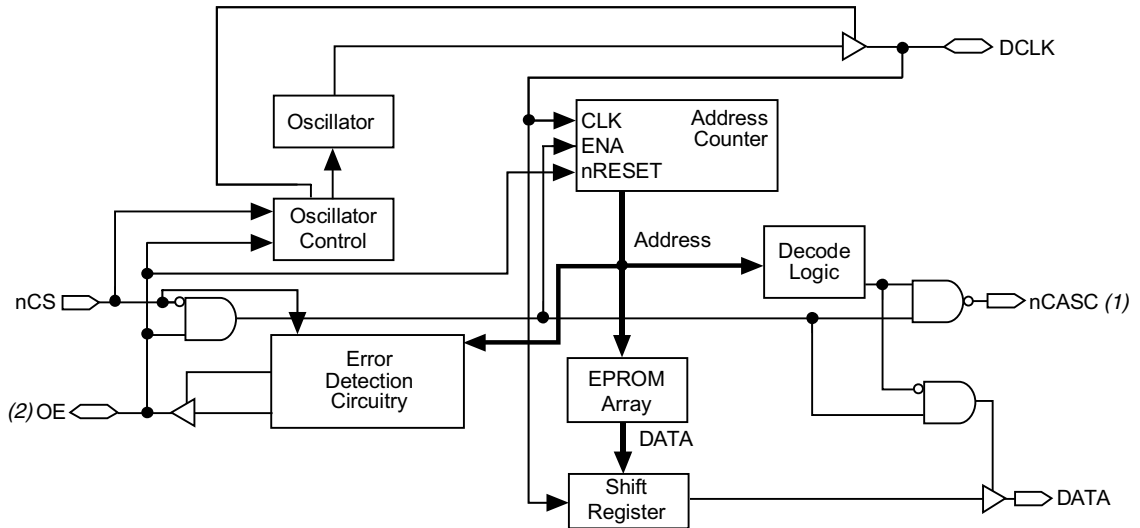 DCLK
Oscillator
CLK
Address
Counter
ENA
nRESET
Oscillator
Control
Address
Decode
Logic
nCS
nCASC (1)
Error
Detection
Circuitry
EPROM
Array
(2) OE
DATA
Shift
Register
DATA